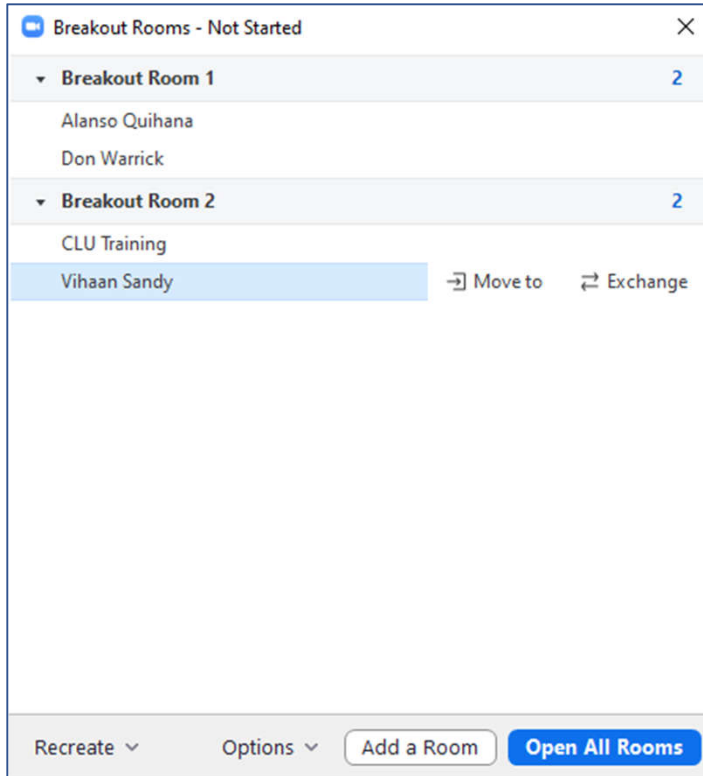 Breakout Rooms - Not Started
Breakout Room 1 2
Alanso Quihana
Don Warrick
Breakout Room 2 2
CLU Training
Vihaan Sandy Move to Exchange
Recreate Options Add a Room Open All Rooms